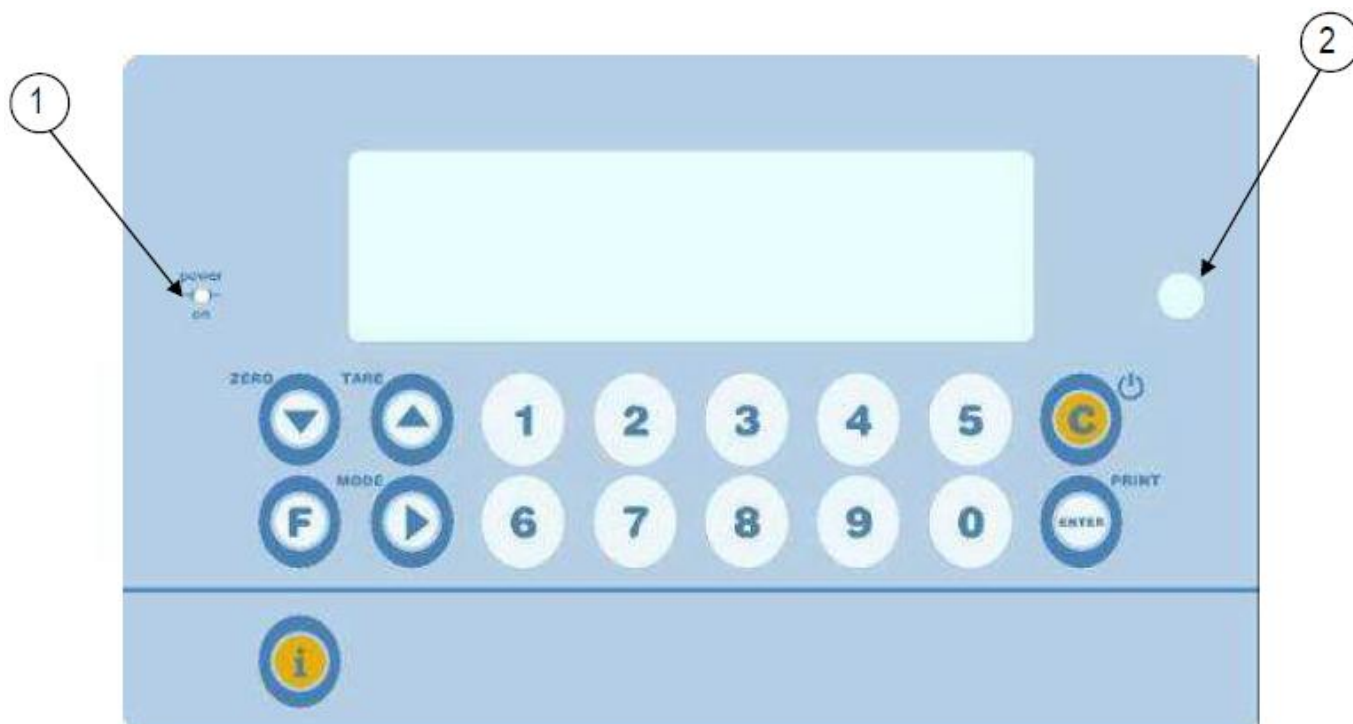 1
2
power
on
ZERO TARE
1 2 3 4 5 C
MODE PRINT
F 6 7 8 9 0 ENTER
i